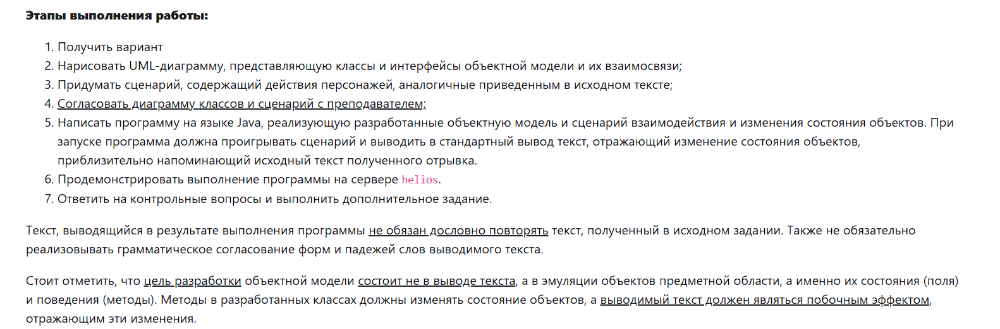 Этапы выполнения работы:
1. Получить вариант
2. Нарисовать UML-диаграмму, представляющую классы и интерфейсы объектной модели и их взаимосвязи;
3. Придумать сценарий, содержащий действия персонажей, аналогичные приведенным в исходном тексте;
4. Согласовать диаграмму классов и сценарий с преподавателем;
5. Написать программу на языке Java, реализующую разработанные объектную модель и сценарий взаимодействия и изменения состояния объектов. При
запуске программа должна проигрывать сценарий и выводить в стандартный вывод текст, отражающий изменение состояния объектов,
приблизительно напоминающий исходный текст полученного отрывка.
6. Продемонстрировать выполнение программы на сервере helios.
7. Ответить на контрольные вопросы и выполнить дополнительное задание.
Текст, выводящийся в результате выполнения программы не обязан дословно повторять текст, полученный в исходном задании. Также не обязательно
реализовывать грамматическое согласование форм и падежей слов выводимого текста.
Стоит отметить, что цель разработки объектной модели состоит не в выводе текста, а в эмуляции объектов предметной области, а именно их состояния (поля)
и поведения (методы). Методы в разработанных классах должны изменять состояние объектов, а выводимый текст должен являться побочным эффектом,
отражающим эти изменения.